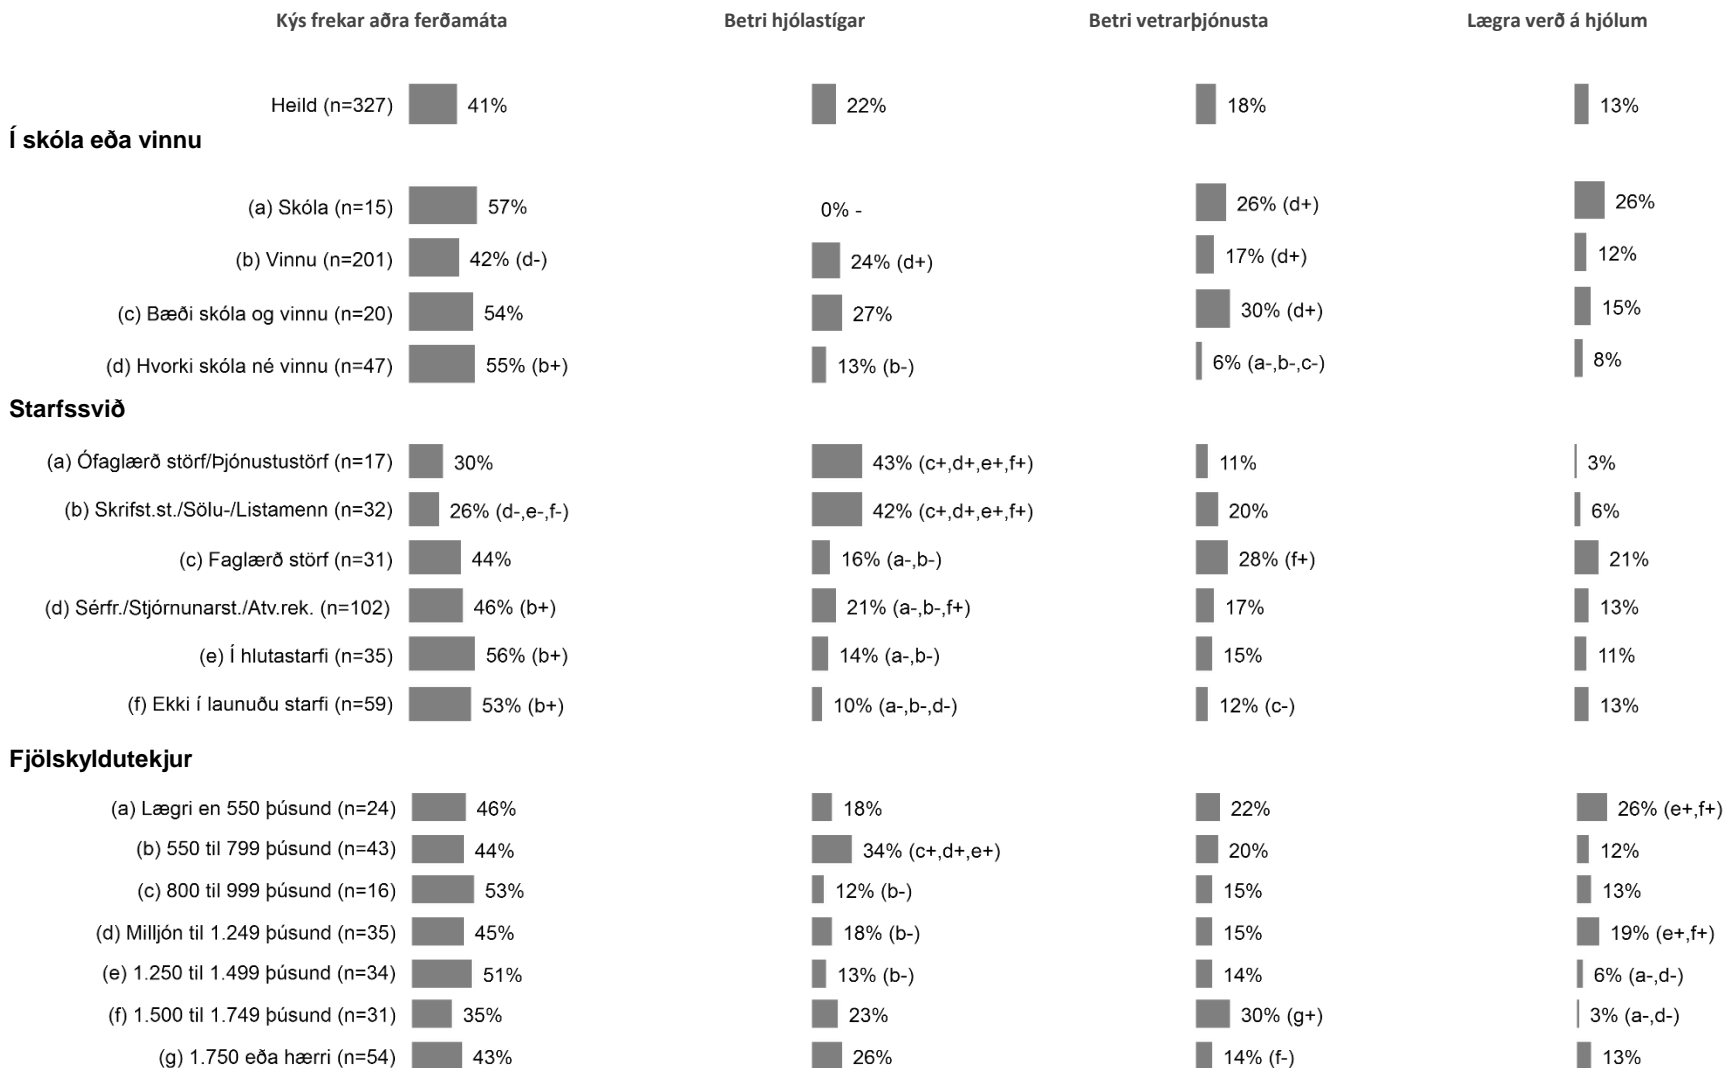 Kýs frekar aðra ferðamáta Betri hjólastígar Betri vetrarþjónusta Lægra verð á hjólum
Heild (n=327) 41% 22% 18% 13%
Í skóla eða vinnu
(a) Skóla (n=15) 57% 0% - 26% (d+) 26%
(b) Vinnu (n=201) 42% (d-) 24% (d+) 17% (d+) 12%
(c) Bæði skóla og vinnu (n=20) 54% 27% 30% (d+) 15%
(d) Hvorki skóla né vinnu (n=47) 55% (b+) 13% (b-) 6% (a-,b-,c-) 8%
Starfssvið
(a) Ófaglærð störf/Þjónustustörf (n=17) 30% 43% (c+,d+,e+,f+) 11% 3%
(b) Skrifst.st./Sölu-/Listamenn (n=32) 26% (d-,e-,f-) 42% (c+,d+,e+,f+) 20% 6%
(c) Faglærð störf (n=31) 44% 16% (a-,b-) 28% (f+) 21%
(d) Sérfr./Stjórnunarst./Atv.rek. (n=102) 46% (b+) 21% (a-,b-,f+) 17% 13%
(e) Í hlutastarfi (n=35) 56% (b+) 14% (a-,b-) 15% 11%
(f) Ekki í launuðu starfi (n=59) 53% (b+) 10% (a-,b-,d-) 12% (c-) 13%
Fjölskyldutekjur
(a) Lægri en 550 þúsund (n=24) 46% 18% 22% 26% (e+,f+)
(b) 550 til 799 þúsund (n=43) 44% 34% (c+,d+,e+) 20% 12%
(c) 800 til 999 þúsund (n=16) 53% 12% (b-) 15% 13%
(d) Milljón til 1.249 þúsund (n=35) 45% 18% (b-) 15% 19% (e+,f+)
(e) 1.250 til 1.499 þúsund (n=34) 51% 13% (b-) 14% 6% (a-,d-)
(f) 1.500 til 1.749 þúsund (n=31) 35% 23% 30% (g+) 3% (a-,d-)
(g) 1.750 eða hærri (n=54) 43% 26% 14% (f-) 13%